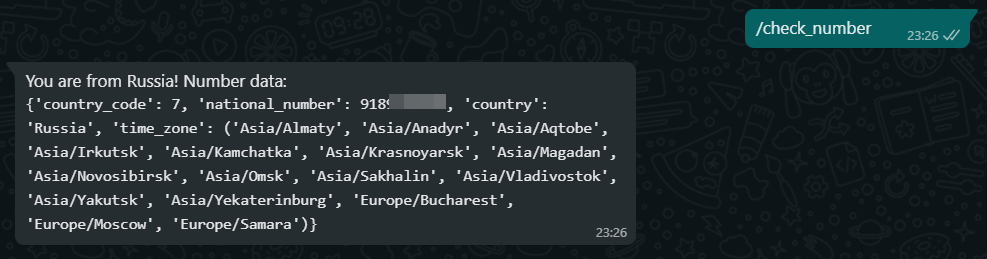 /check_number
23:26
You are from Russia! Number data:
{'country_code': 7, 'national_number': 9189, 'country':
'Russia', 'time_zone': ('Asia/Almaty', 'Asia/Anadyr', 'Asia/Aqtobe',
'Asia/Irkutsk', 'Asia/Kamchatka', 'Asia/Krasnoyarsk', 'Asia/Magadan',
'Asia/Novosibirsk', 'Asia/Omsk', 'Asia/Sakhalin', 'Asia/Vladivostok',
'Asia/Yakutsk', 'Asia/Yekaterinburg', 'Europe/Bucharest',
'Europe/Moscow', 'Europe/Samara')}
23:26